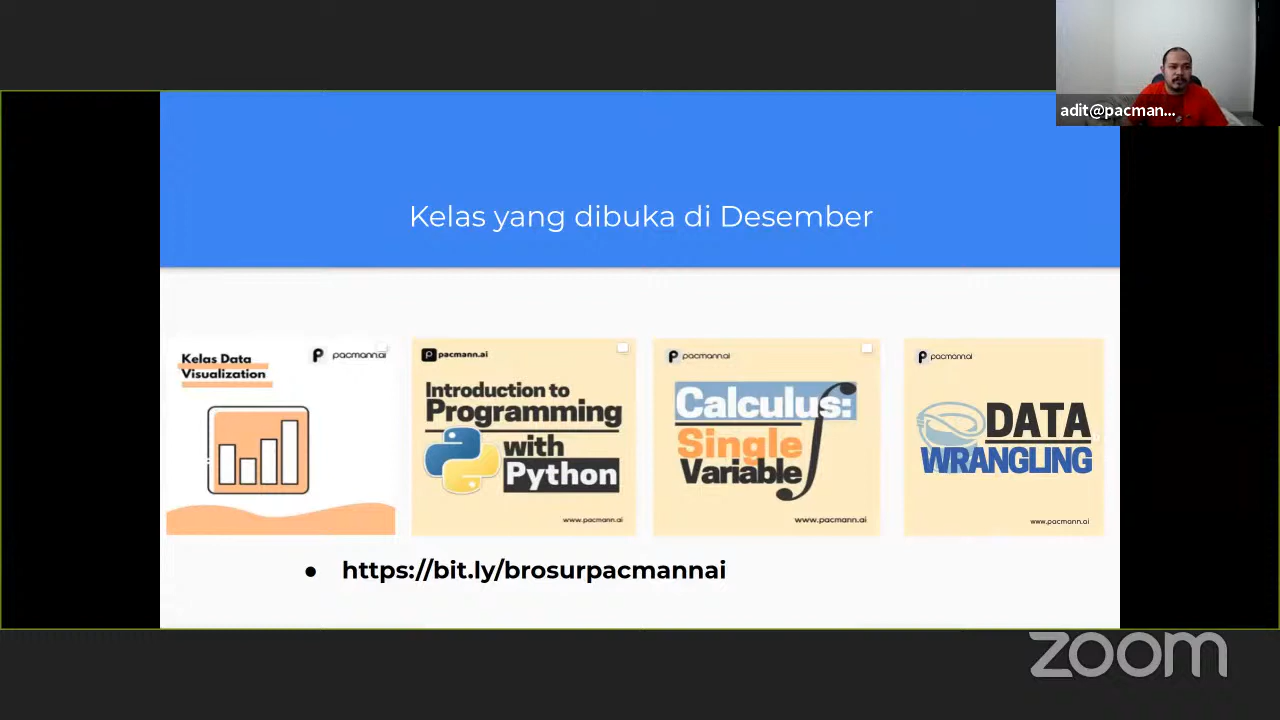 adit@pacman...
Kelas yang dibuka di Desember
Kelas Data
Visualization
pacmann.ai
pacmann.ai
Introduction to
Programming
with
Python
www.pacmann.ai
pacmann.ai
Calculus:
Single
Variable
www.pacmann.ai
pacmann.ai
DATA
WRANGLING
www.pacmann.ai
● https://bit.ly/brosurpacmannai
zoom